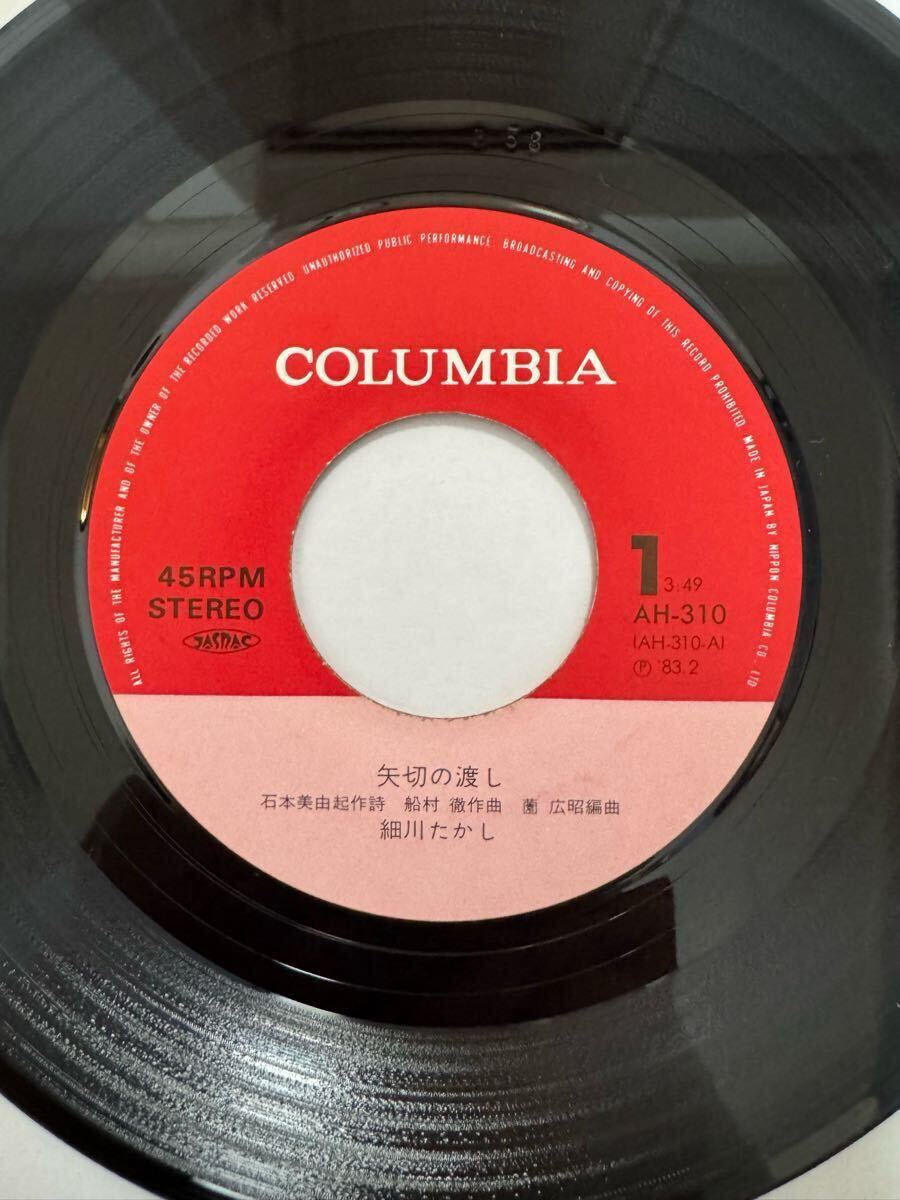 358
ALL RIGHTS OF THE MANUFACTURER AND OF THE OWNER OF THE RECORDED WORK RESERVED. UNAUTHORIZED PUBLIC PERFORMANCE. BROADCASTING AND COPYING OF THIS RECORD PROHIBITED. MADE IN JAPAN BY NIPPON COLUMBIA CO., LTD
COLUMBIA
45RPM
STEREO
JASRAC
1 3:49
AH-310
(AH-310-A)
Ⓟ '83.2
矢切の渡し
石本美由起作詩 船村 徹作曲 薗 広昭編曲
細川たかし